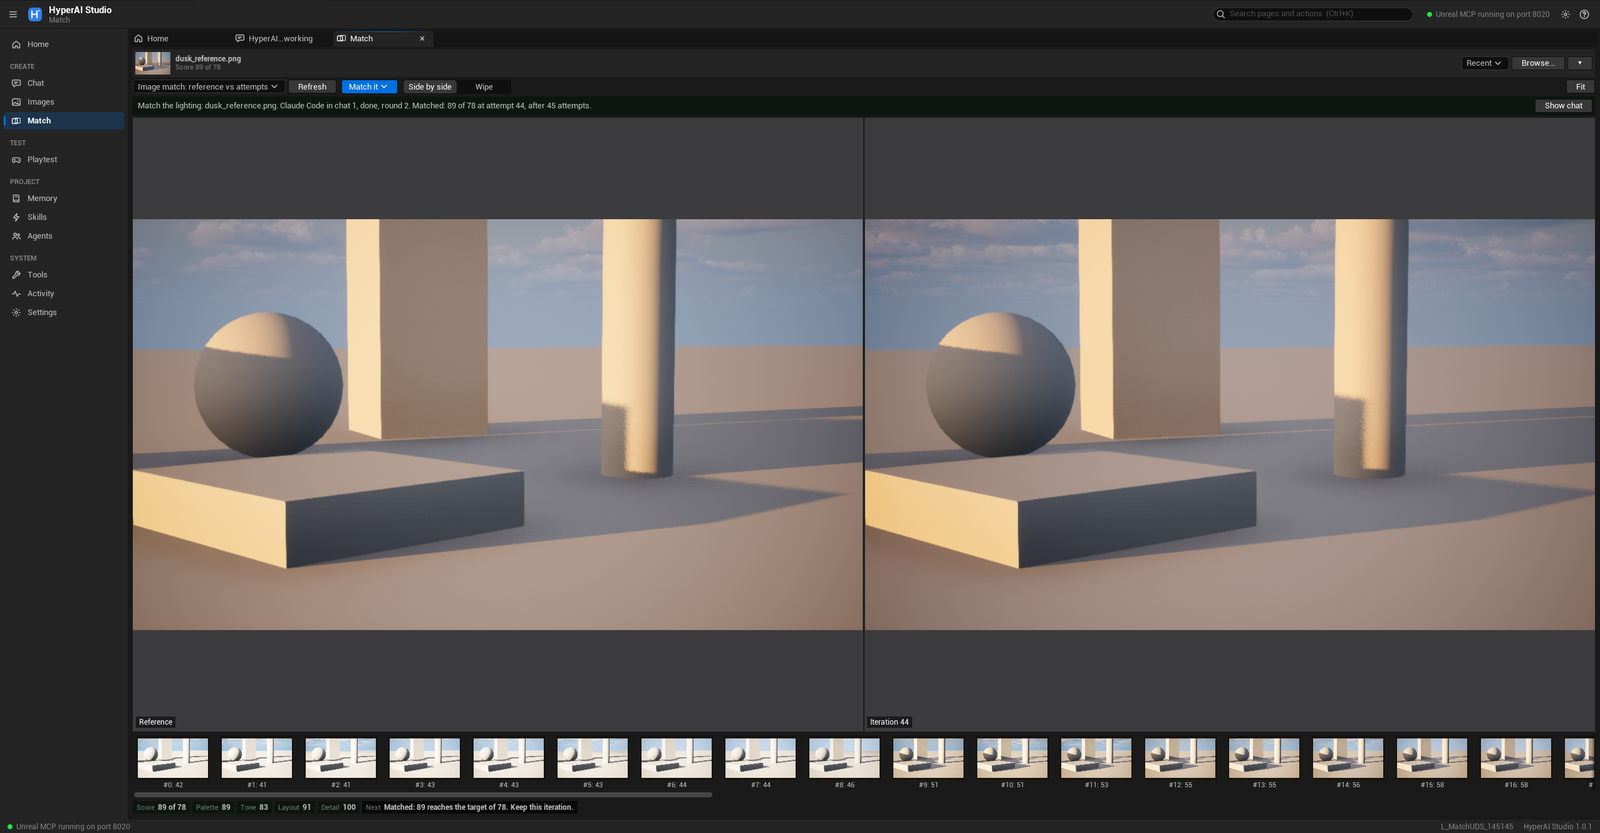 HyperAI Studio
Match
Search pages and actions (Ctrl+K)
Unreal MCP running on port 8020
Home
CREATE
Chat
Images
Match
TEST
Playtest
PROJECT
Memory
Skills
Agents
SYSTEM
Tools
Activity
Settings
Home
HyperAI...working
Match
dusk_reference.png
Score 89 of 78
Recent
Browse...
Image match: reference vs attempts
Refresh
Match it
Side by side
Wipe
Fit
Match the lighting: dusk_reference.png. Claude Code in chat 1, done, round 2. Matched: 89 of 78 at attempt 44, after 45 attempts.
Show chat
Reference
Iteration 44
#0: 42
#1: 41
#2: 41
#3: 43
#4: 43
#5: 43
#6: 44
#7: 44
#8: 46
#9: 51
#10: 51
#11: 53
#12: 55
#13: 55
#14: 56
#15: 58
#16: 58
#
Score 89 of 78
Palette 89
Tone 83
Layout 91
Detail 100
Next Matched: 89 reaches the target of 78. Keep this iteration.
Unreal MCP running on port 8020
L_MatchUDS_145145
HyperAI Studio 1.0.1